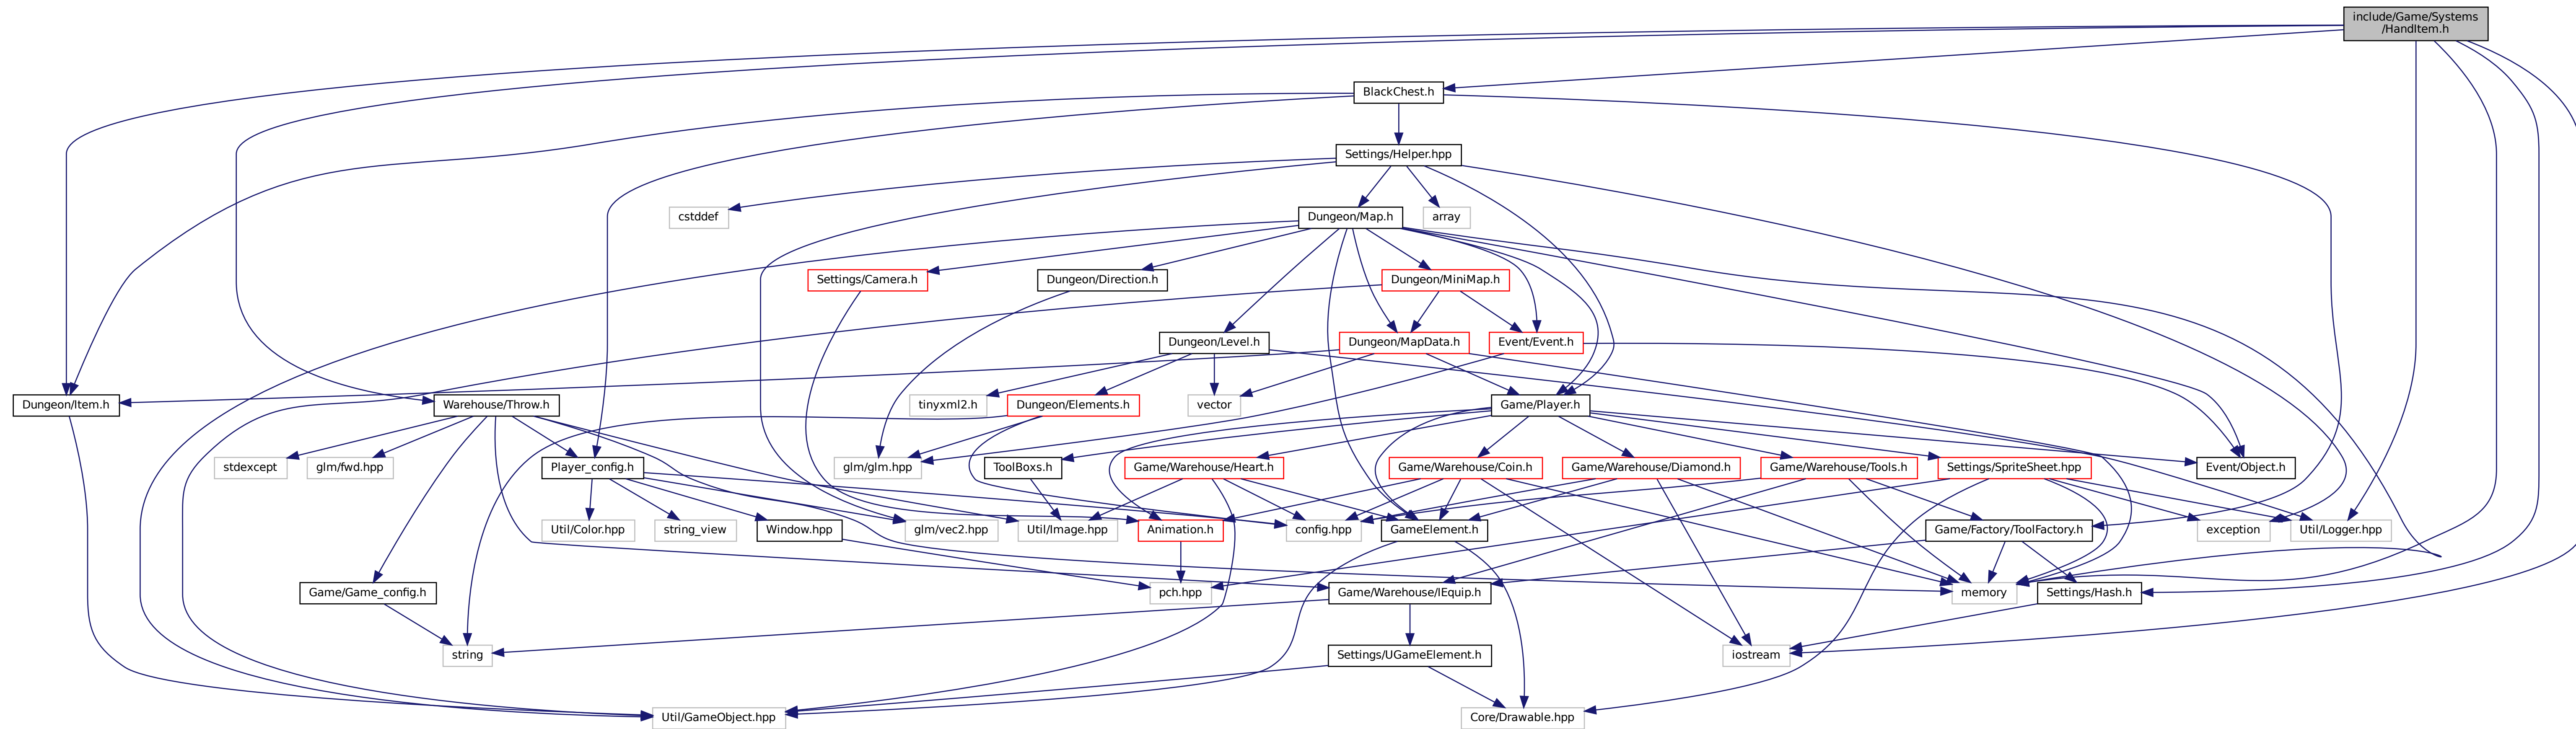 include/Game/Systems
/HandItem.h
BlackChest.h
Settings/Helper.hpp
cstddef
Dungeon/Map.h
array
Settings/Camera.h
Dungeon/Direction.h
Dungeon/MiniMap.h
Dungeon/Level.h
Dungeon/MapData.h
Event/Event.h
Dungeon/Item.h
Warehouse/Throw.h
tinyxml2.h
Dungeon/Elements.h
vector
Game/Player.h
stdexcept
glm/fwd.hpp
Player_config.h
glm/glm.hpp
ToolBoxs.h
Game/Warehouse/Heart.h
Game/Warehouse/Coin.h
Game/Warehouse/Diamond.h
Game/Warehouse/Tools.h
Settings/SpriteSheet.hpp
Event/Object.h
Util/Color.hpp
string_view
Window.hpp
glm/vec2.hpp
Util/Image.hpp
Animation.h
config.hpp
GameElement.h
Game/Factory/ToolFactory.h
exception
Util/Logger.hpp
Game/Game_config.h
pch.hpp
Game/Warehouse/IEquip.h
memory
Settings/Hash.h
string
Settings/UGameElement.h
iostream
Util/GameObject.hpp
Core/Drawable.hpp